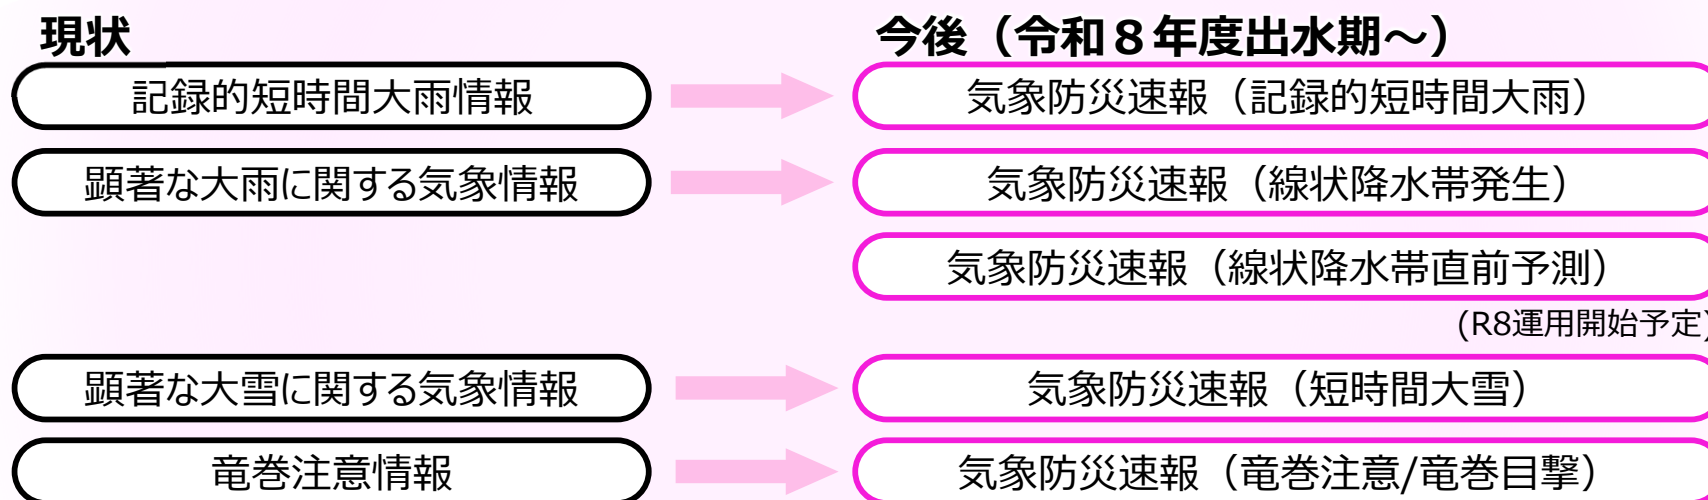 現状
今後（令和８年度出水期～）
記録的短時間大雨情報
気象防災速報（記録的短時間大雨）
顕著な大雨に関する気象情報
気象防災速報（線状降水帯発生）
気象防災速報（線状降水帯直前予測）
(R8運用開始予定)
顕著な大雪に関する気象情報
気象防災速報（短時間大雪）
竜巻注意情報
気象防災速報（竜巻注意/竜巻目撃）